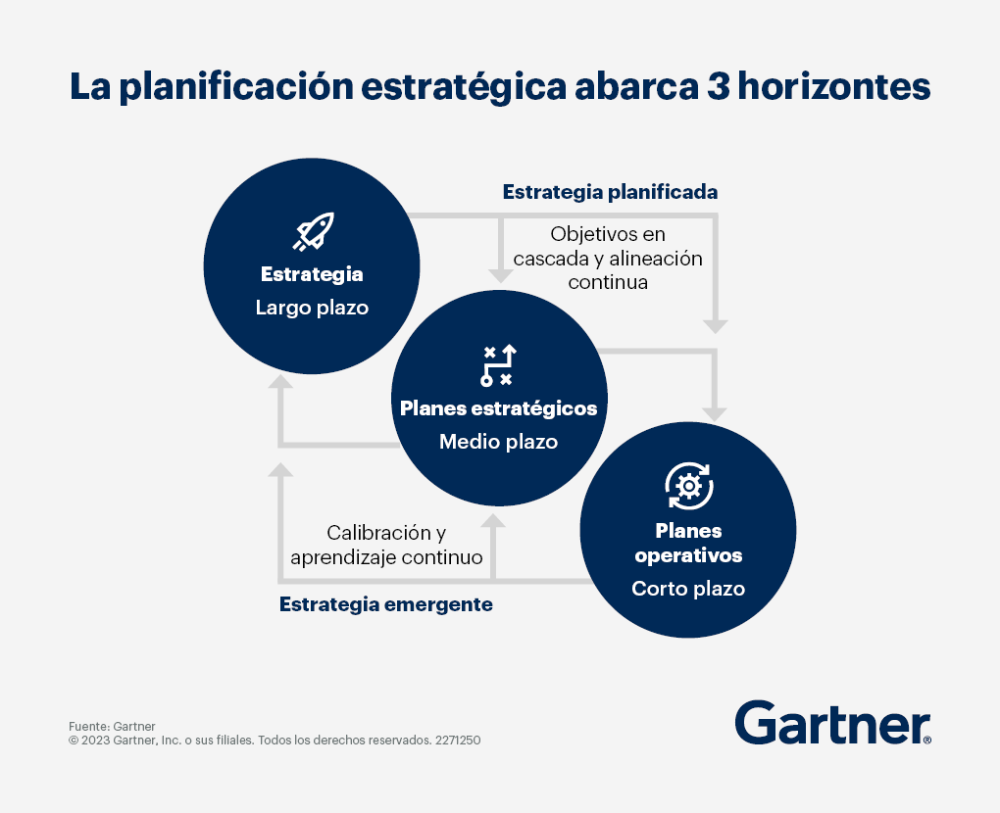 La planificación estratégica abarca 3 horizontes
Estrategia
Largo plazo
Estrategia planificada
Objetivos en
cascada y alineación
continua
Planes estratégicos
Medio plazo
Planes
operativos
Corto plazo
Calibración y
aprendizaje continuo
Estrategia emergente
Fuente: Gartner
© 2023 Gartner, Inc. o sus filiales. Todos los derechos reservados. 2271250
Gartner®